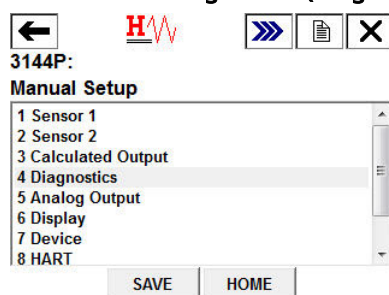 H
3144P:
Manual Setup
1 Sensor 1
2 Sensor 2
3 Calculated Output
4 Diagnostics
5 Analog Output
6 Display
7 Device
8 HART
SAVE HOME